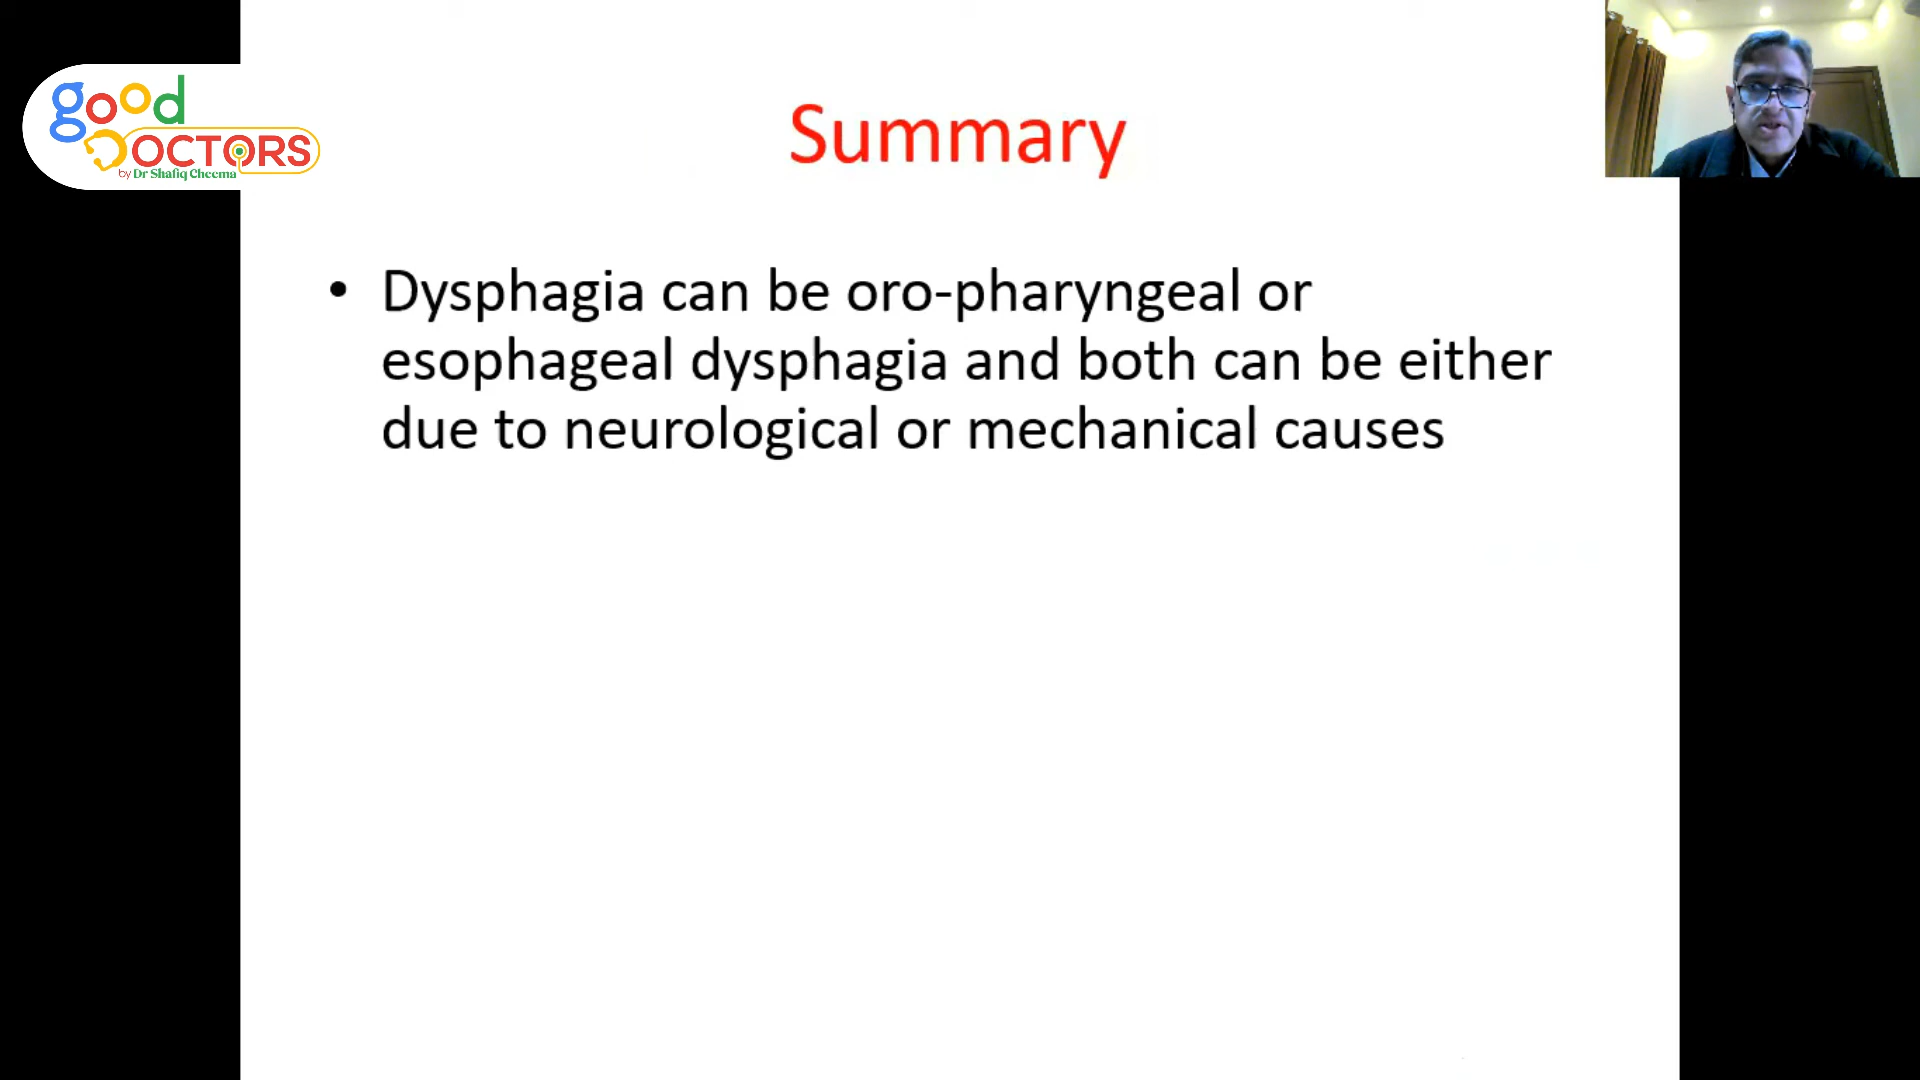 good
DOCTORS
by Dr Shafiq Cheema
Summary
• Dysphagia can be oro-pharyngeal or
esophageal dysphagia and both can be either
due to neurological or mechanical causes